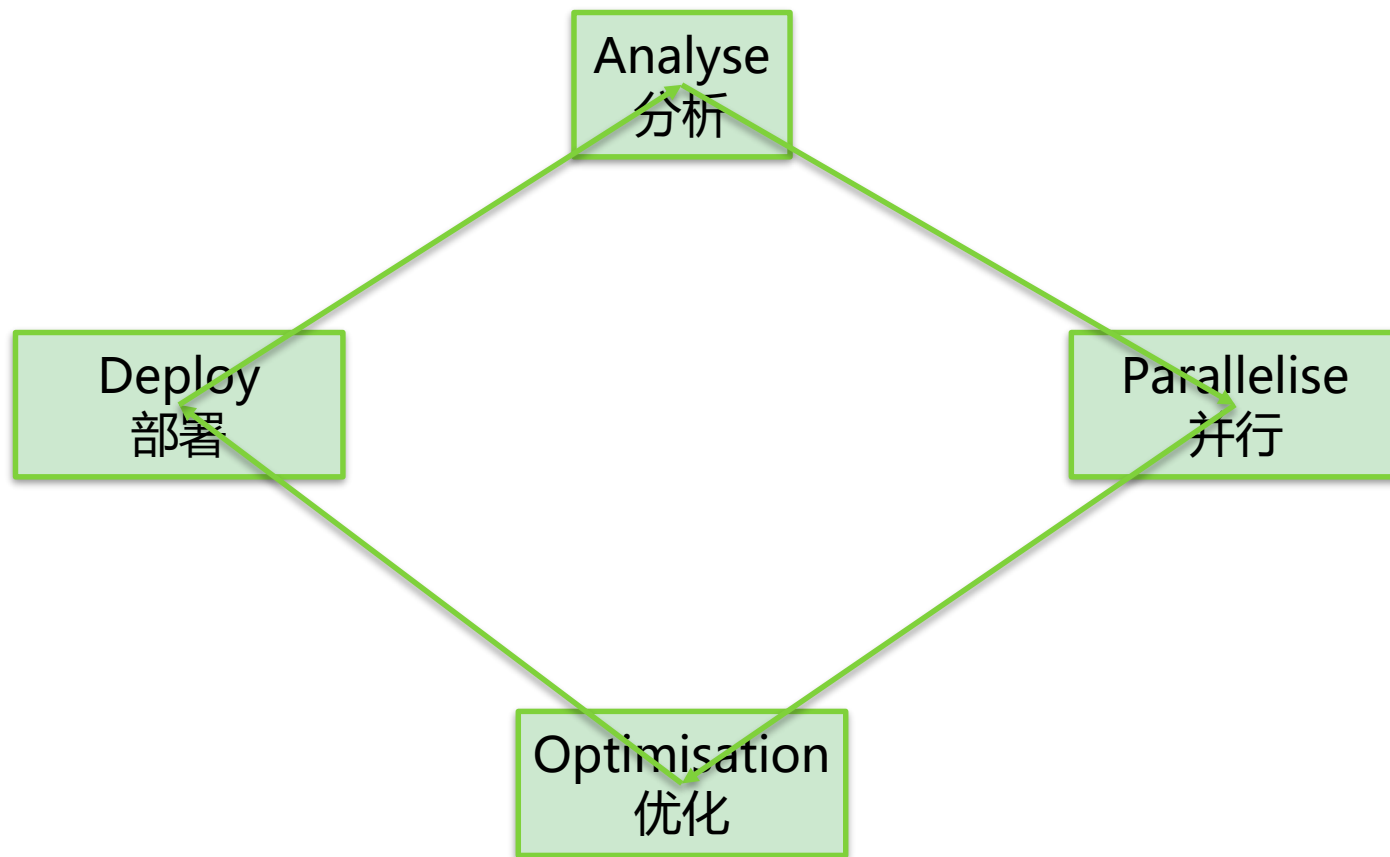 Analyse
分析
Deploy
部署
Parallelise
并行
Optimisation
优化